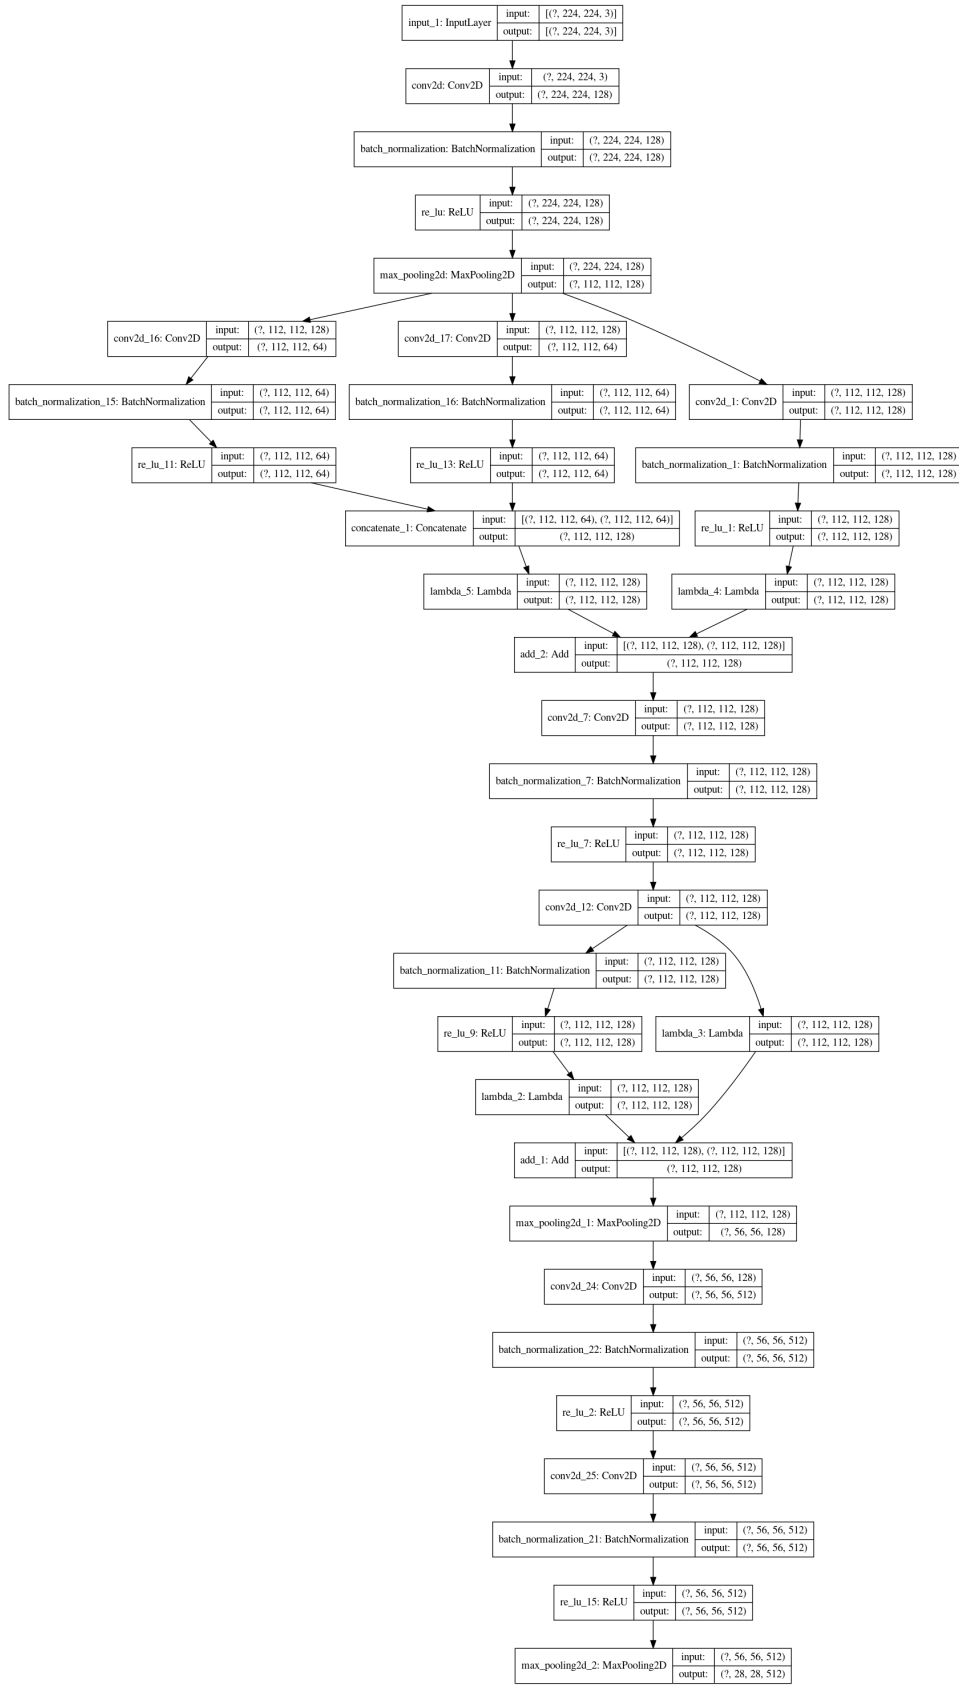 input_1: InputLayer
input: [(?, 224, 224, 3)]
output: [(?, 224, 224, 3)]
conv2d: Conv2D
input: (?, 224, 224, 3)
output: (?, 224, 224, 128)
batch_normalization: BatchNormalization
input: (?, 224, 224, 128)
output: (?, 224, 224, 128)
re_lu: ReLU
input: (?, 224, 224, 128)
output: (?, 224, 224, 128)
max_pooling2d: MaxPooling2D
input: (?, 224, 224, 128)
output: (?, 112, 112, 128)
conv2d_16: Conv2D
input: (?, 112, 112, 128)
output: (?, 112, 112, 64)
conv2d_17: Conv2D
input: (?, 112, 112, 128)
output: (?, 112, 112, 64)
batch_normalization_15: BatchNormalization
input: (?, 112, 112, 64)
output: (?, 112, 112, 64)
batch_normalization_16: BatchNormalization
input: (?, 112, 112, 64)
output: (?, 112, 112, 64)
conv2d_1: Conv2D
input: (?, 112, 112, 128)
output: (?, 112, 112, 128)
re_lu_11: ReLU
input: (?, 112, 112, 64)
output: (?, 112, 112, 64)
re_lu_13: ReLU
input: (?, 112, 112, 64)
output: (?, 112, 112, 64)
batch_normalization_1: BatchNormalization
input: (?, 112, 112, 128)
output: (?, 112, 112, 128)
concatenate_1: Concatenate
input: [(?, 112, 112, 64), (?, 112, 112, 64)]
output: (?, 112, 112, 128)
re_lu_1: ReLU
input: (?, 112, 112, 128)
output: (?, 112, 112, 128)
lambda_5: Lambda
input: (?, 112, 112, 128)
output: (?, 112, 112, 128)
lambda_4: Lambda
input: (?, 112, 112, 128)
output: (?, 112, 112, 128)
add_2: Add
input: [(?, 112, 112, 128), (?, 112, 112, 128)]
output: (?, 112, 112, 128)
conv2d_7: Conv2D
input: (?, 112, 112, 128)
output: (?, 112, 112, 128)
batch_normalization_7: BatchNormalization
input: (?, 112, 112, 128)
output: (?, 112, 112, 128)
re_lu_7: ReLU
input: (?, 112, 112, 128)
output: (?, 112, 112, 128)
conv2d_12: Conv2D
input: (?, 112, 112, 128)
output: (?, 112, 112, 128)
batch_normalization_11: BatchNormalization
input: (?, 112, 112, 128)
output: (?, 112, 112, 128)
re_lu_9: ReLU
input: (?, 112, 112, 128)
output: (?, 112, 112, 128)
lambda_3: Lambda
input: (?, 112, 112, 128)
output: (?, 112, 112, 128)
lambda_2: Lambda
input: (?, 112, 112, 128)
output: (?, 112, 112, 128)
add_1: Add
input: [(?, 112, 112, 128), (?, 112, 112, 128)]
output: (?, 112, 112, 128)
max_pooling2d_1: MaxPooling2D
input: (?, 112, 112, 128)
output: (?, 56, 56, 128)
conv2d_24: Conv2D
input: (?, 56, 56, 128)
output: (?, 56, 56, 512)
batch_normalization_22: BatchNormalization
input: (?, 56, 56, 512)
output: (?, 56, 56, 512)
re_lu_2: ReLU
input: (?, 56, 56, 512)
output: (?, 56, 56, 512)
conv2d_25: Conv2D
input: (?, 56, 56, 512)
output: (?, 56, 56, 512)
batch_normalization_21: BatchNormalization
input: (?, 56, 56, 512)
output: (?, 56, 56, 512)
re_lu_15: ReLU
input: (?, 56, 56, 512)
output: (?, 56, 56, 512)
max_pooling2d_2: MaxPooling2D
input: (?, 56, 56, 512)
output: (?, 28, 28, 512)